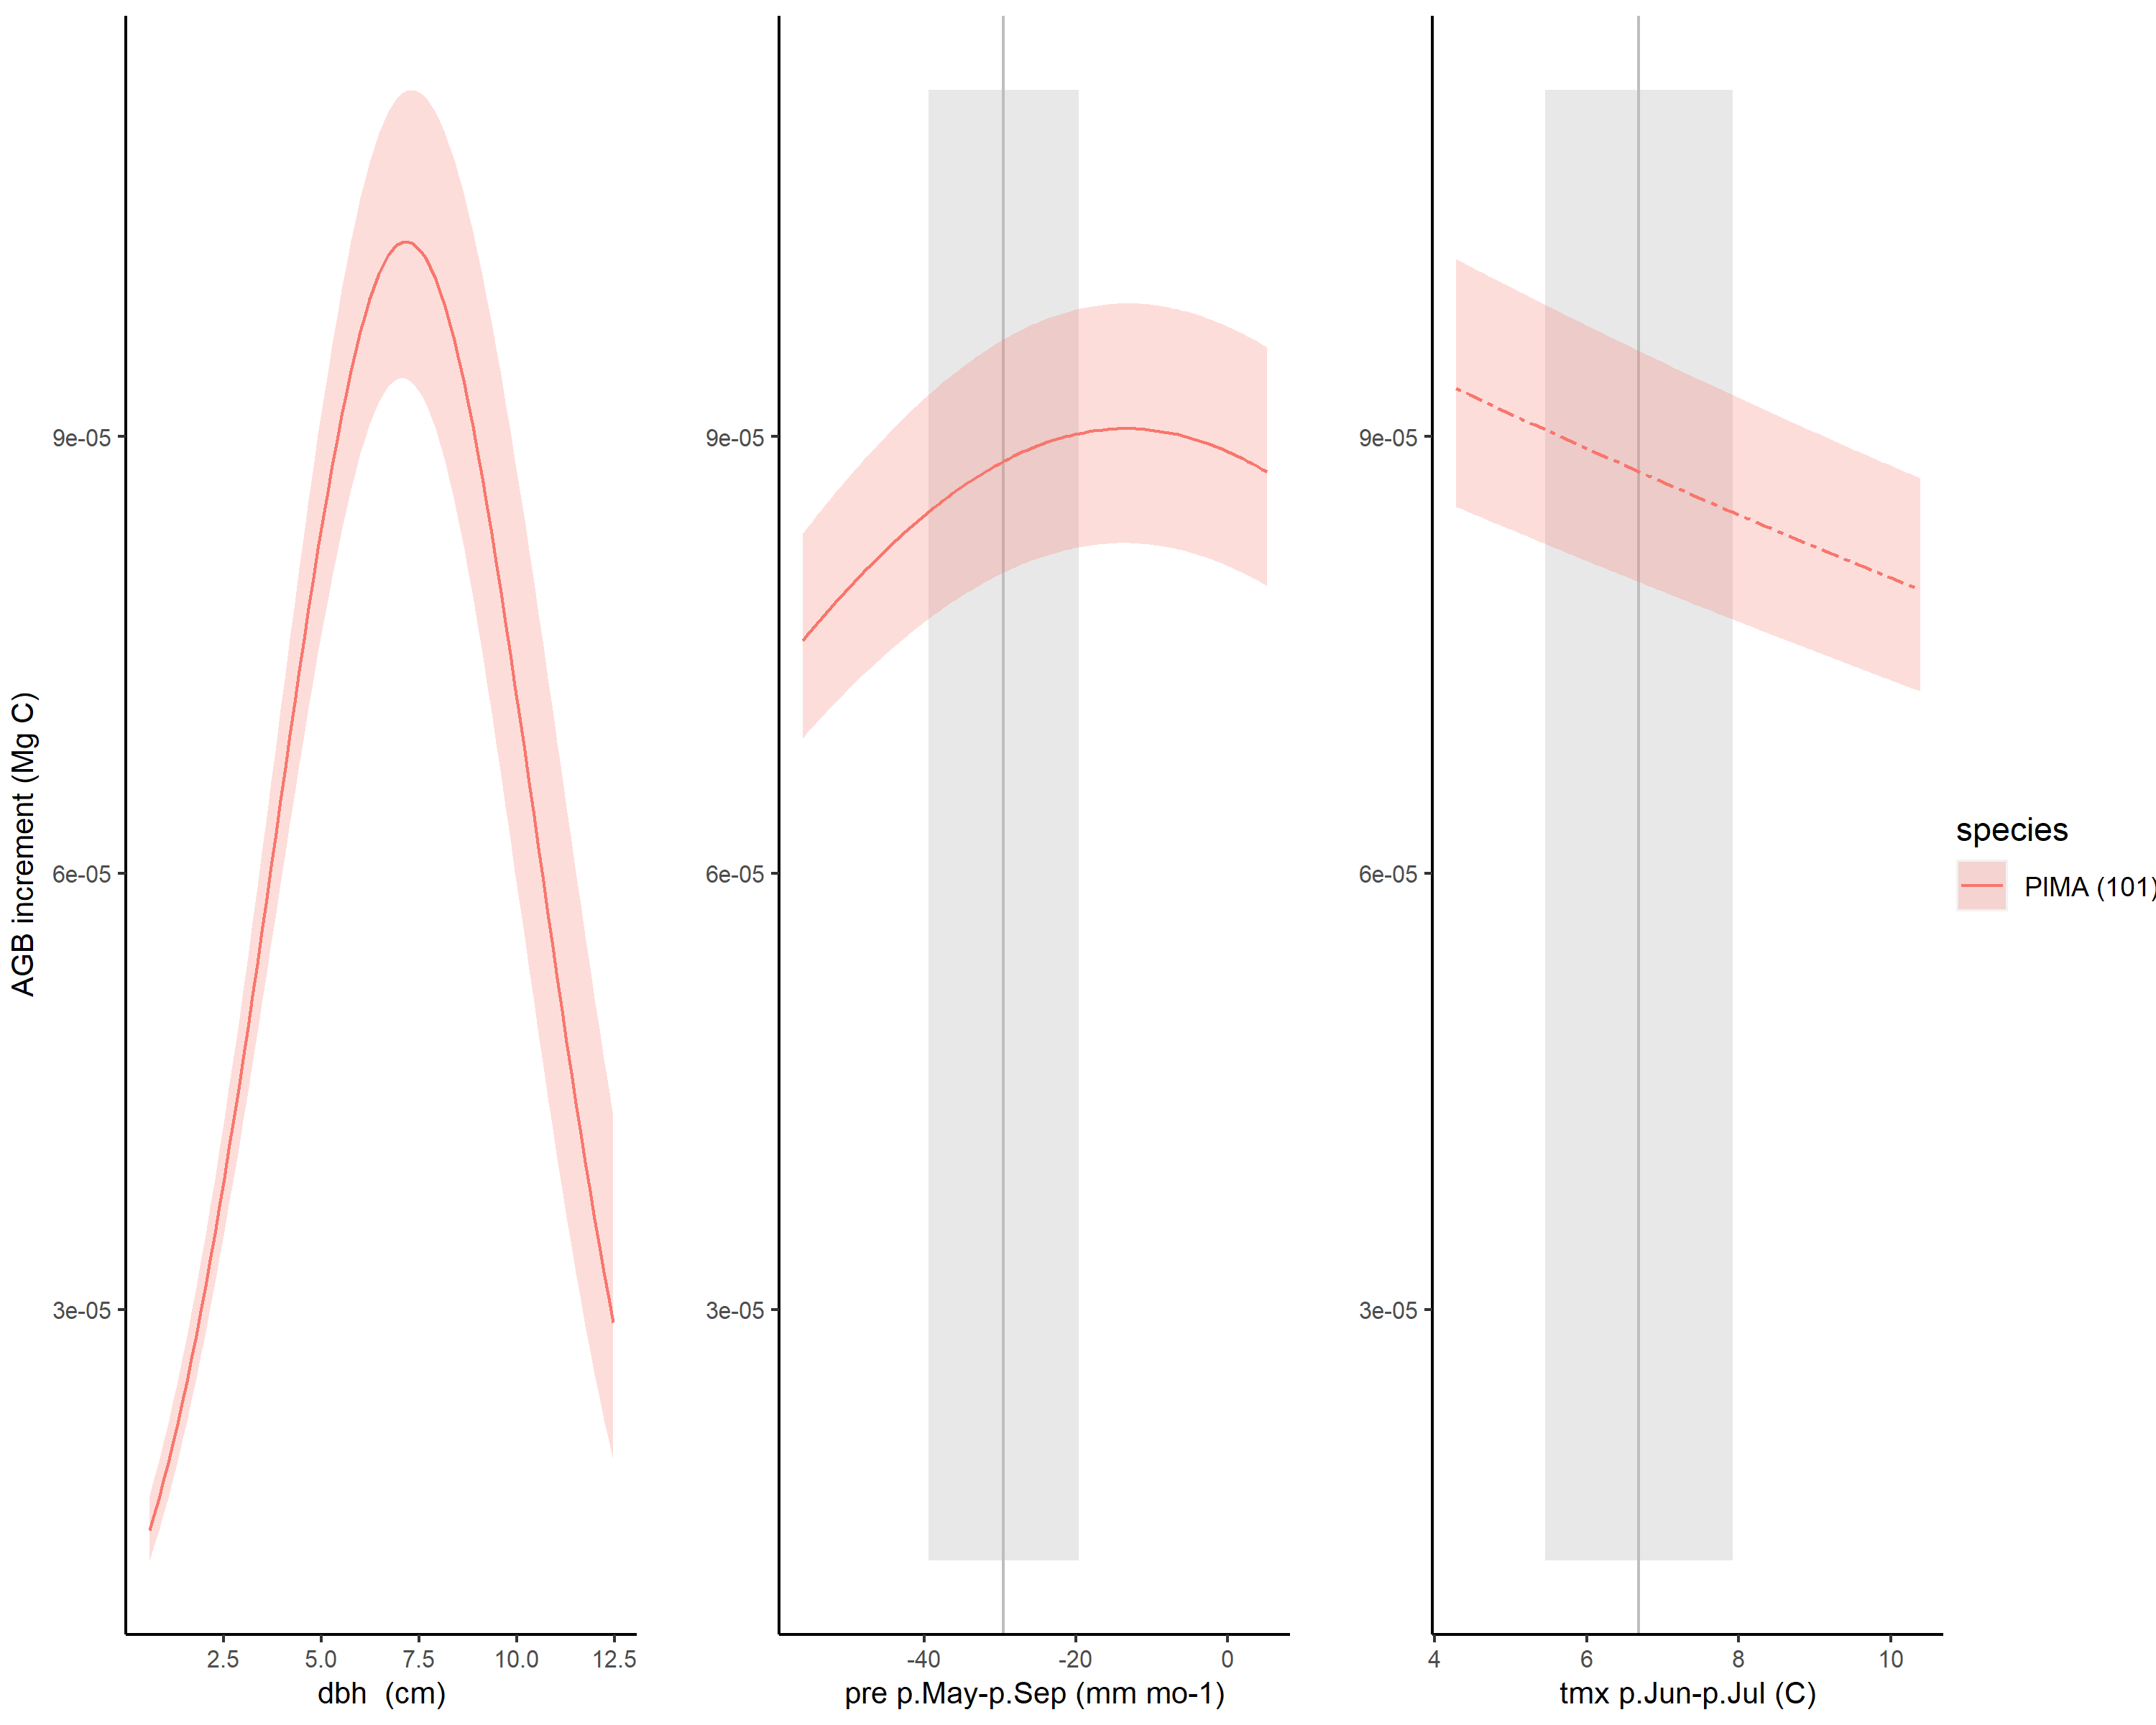 AGB increment (Mg C)
9e-05
6e-05
3e-05
2.5 5.0 7.5 10.0 12.5
dbh  (cm)
9e-05
6e-05
3e-05
-40 -20 0
pre p.May-p.Sep (mm mo-1)
9e-05
6e-05
3e-05
4 6 8 10
tmx p.Jun-p.Jul (C)
species
PIMA (101)